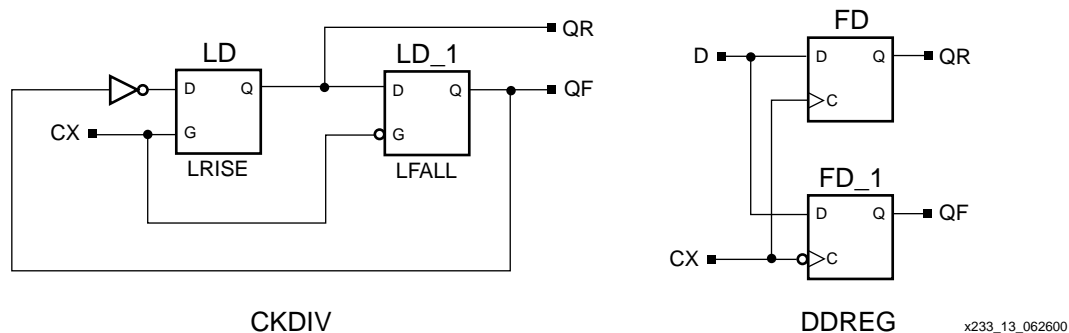 QR
LD
LD_1
D
Q
D
Q
QF
CX
G
G
LRISE
LFALL
CKDIV
FD
D
D
Q
QR
C
FD_1
D
Q
QF
CX
C
DDREG
x233_13_062600